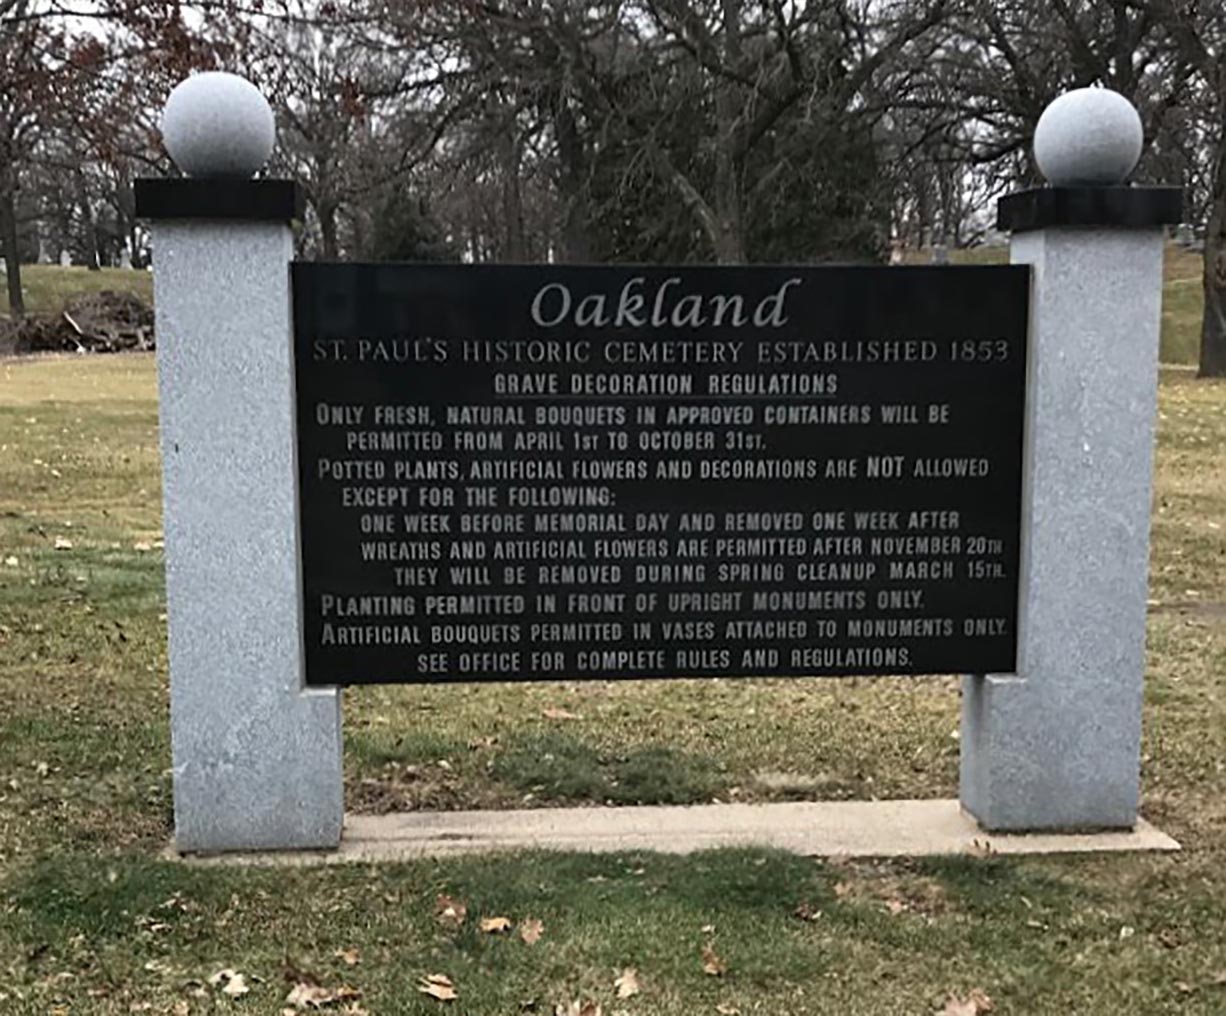 Oakland
ST. PAUL'S HISTORIC CEMETERY ESTABLISHED 1853
GRAVE DECORATION REGULATIONS
ONLY FRESH, NATURAL BOUQUETS IN APPROVED CONTAINERS WILL BE
PERMITTED FROM APRIL 1ST TO OCTOBER 31ST.
POTTED PLANTS, ARTIFICIAL FLOWERS AND DECORATIONS ARE NOT ALLOWED
EXCEPT FOR THE FOLLOWING:
ONE WEEK BEFORE MEMORIAL DAY AND REMOVED ONE WEEK AFTER
WREATHS AND ARTIFICIAL FLOWERS ARE PERMITTED AFTER NOVEMBER 20TH
THEY WILL BE REMOVED DURING SPRING CLEANUP MARCH 15TH.
PLANTING PERMITTED IN FRONT OF UPRIGHT MONUMENTS ONLY.
ARTIFICIAL BOUQUETS PERMITTED IN VASES ATTACHED TO MONUMENTS ONLY.
SEE OFFICE FOR COMPLETE RULES AND REGULATIONS.